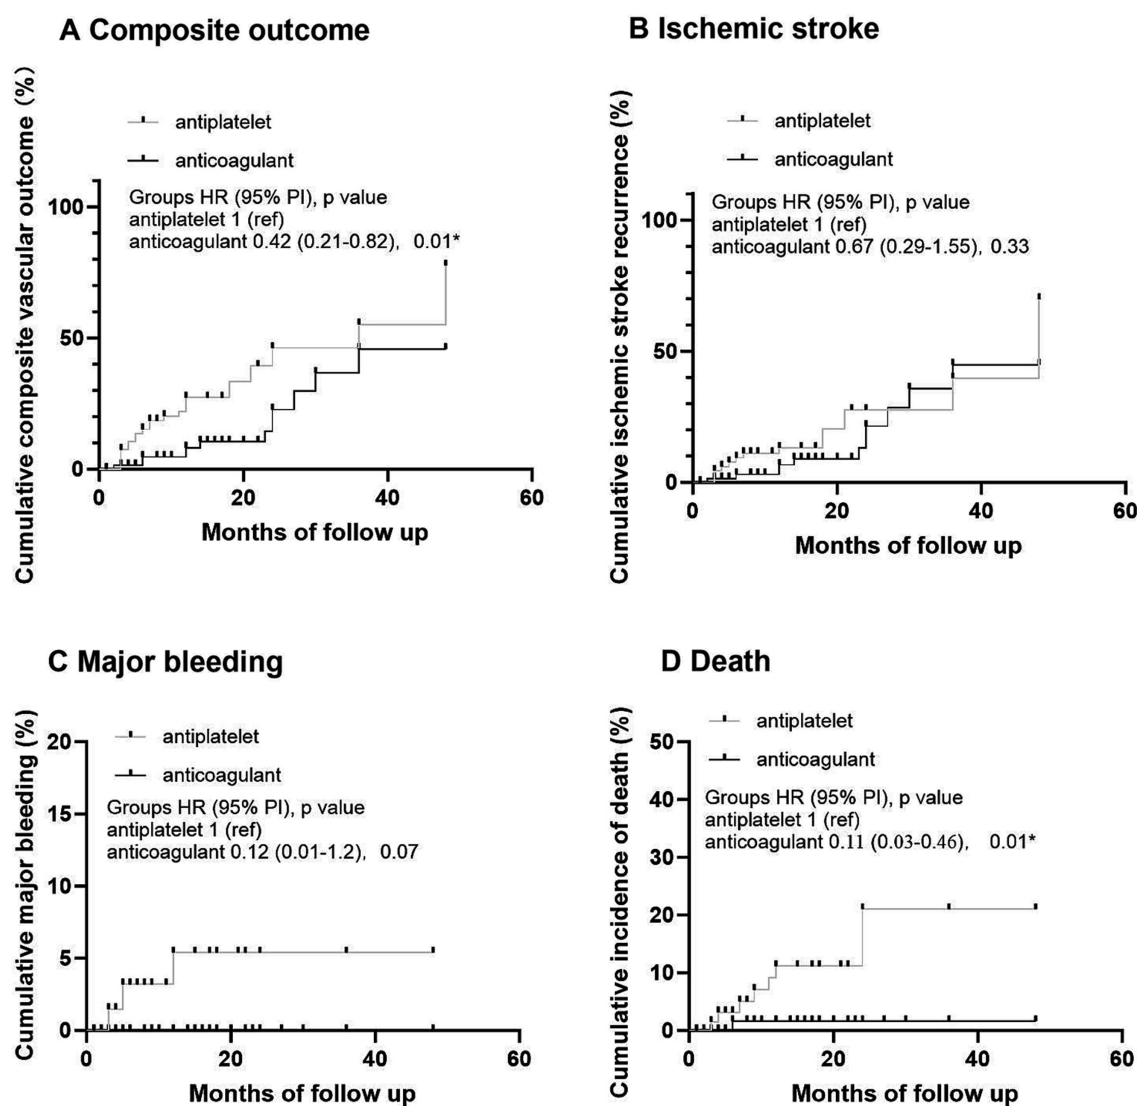 A Composite outcome
Cumulative composite vascular outcome (%)
antiplatelet
anticoagulant
Groups HR (95% PI), p value
antiplatelet 1 (ref)
anticoagulant 0.42 (0.21-0.82), 0.01*
100
50
0
0 20 40 60
Months of follow up
B Ischemic stroke
Cumulative ischemic stroke recurrence (%)
antiplatelet
anticoagulant
Groups HR (95% PI), p value
antiplatelet 1 (ref)
anticoagulant 0.67 (0.29-1.55), 0.33
100
50
0
0 20 40 60
Months of follow up
C Major bleeding
Cumulative major bleeding (%)
antiplatelet
anticoagulant
Groups HR (95% PI), p value
antiplatelet 1 (ref)
anticoagulant 0.12 (0.01-1.2), 0.07
20
15
10
5
0
0 20 40 60
Months of follow up
D Death
Cumulative incidence of death (%)
antiplatelet
anticoagulant
Groups HR (95% PI), p value
antiplatelet 1 (ref)
anticoagulant 0.11 (0.03-0.46), 0.01*
50
40
30
20
10
0
0 20 40 60
Months of follow up